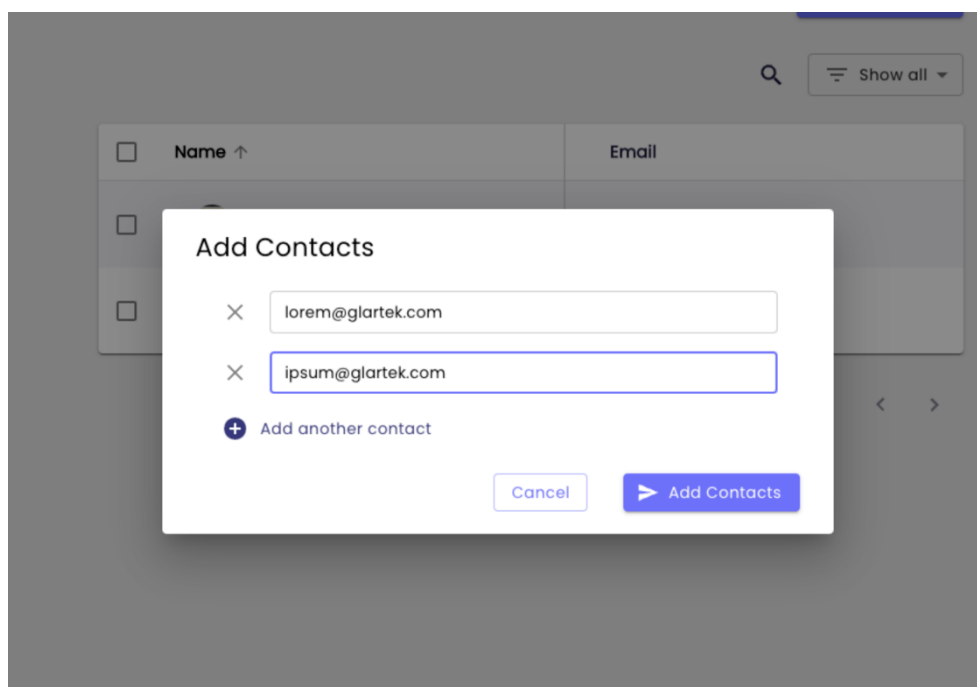 Show all
Name
Email
Add Contacts
lorem@glartek.com
ipsum@glartek.com
Add another contact
Cancel
Add Contacts